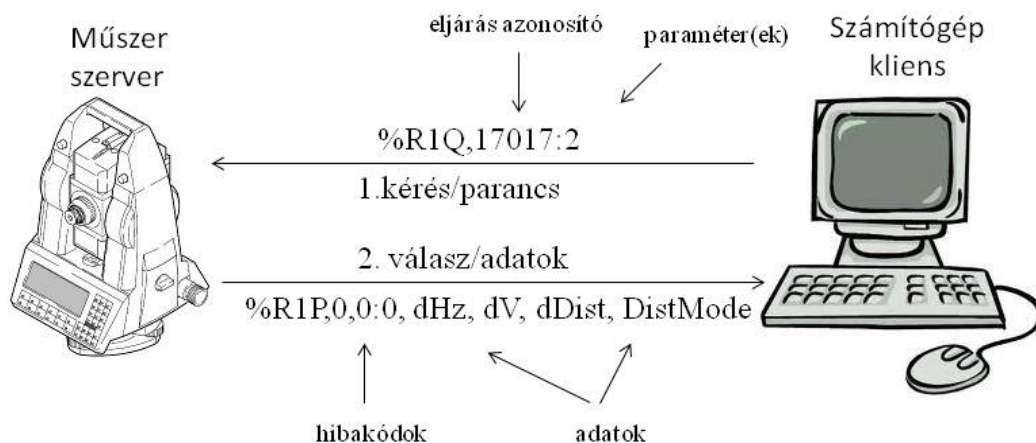 Műszer
szerver
eljárás azonosító
paraméter(ek)
Számítógép
kliens
%R1Q,17017:2
1.kérés/parancs
2. válasz/adatok
%R1P,0,0:0, dHz, dV, dDist, DistMode
hibakódok
adatok